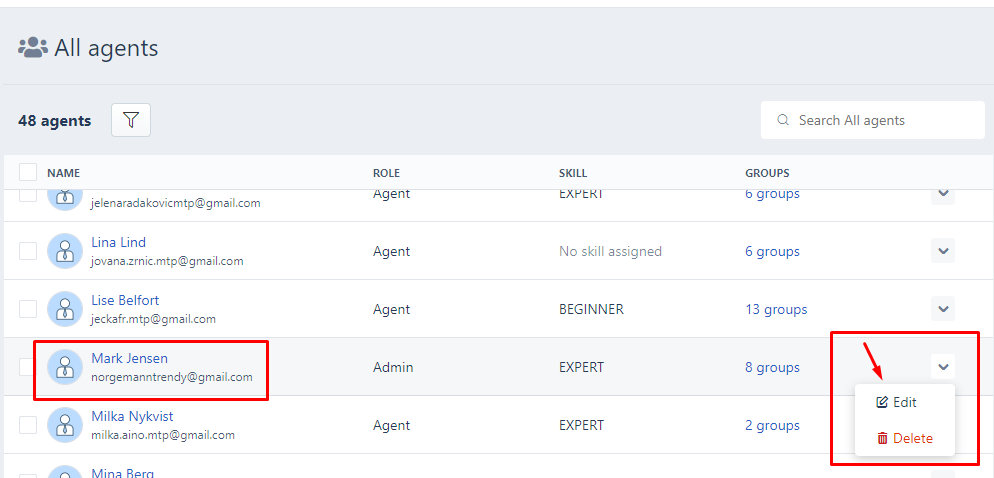 All agents
48 agents
Search All agents
NAME ROLE SKILL GROUPS
jelenaradakovicmtp@gmail.com Agent EXPERT 6 groups
Lina Lind
jovana.zrnic.mtp@gmail.com Agent No skill assigned 6 groups
Lise Belfort
jeckafr.mtp@gmail.com Agent BEGINNER 13 groups
Mark Jensen
norgemanntrendy@gmail.com Admin EXPERT 8 groups
Edit
Milka Nykvist
milka.aino.mtp@gmail.com Agent EXPERT 2 groups
Delete
Mina Berg